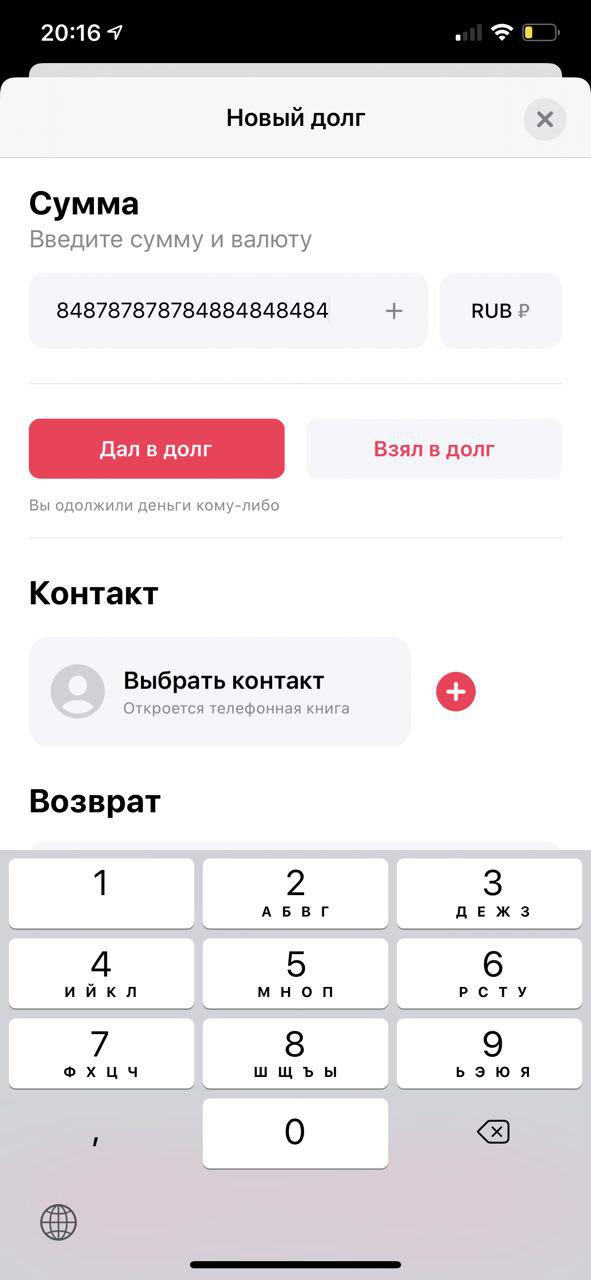 20:16
Новый долг
Сумма
Введите сумму и валюту
848787878784884848484
RUB ₽
Дал в долг
Взял в долг
Вы одолжили деньги кому-либо
Контакт
Выбрать контакт
Откроется телефонная книга
Возврат
1
2
3
А Б В Г
Д Е Ж З
4
5
6
И Й К Л
М Н О П
Р С Т У
7
8
9
Ф Х Ц Ч
Ш Щ Ъ Ы
Ь Э Ю Я
,
0